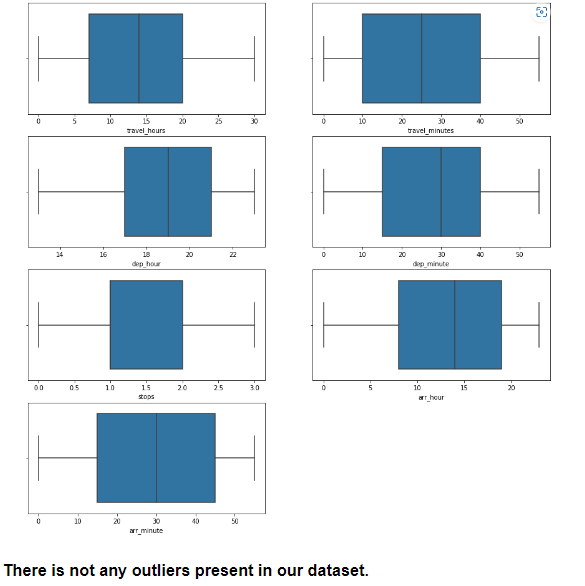 0 5 10 15 20 25 30
travel_hours
0 10 20 30 40 50
travel_minutes
14 16 18 20 22
dep_hour
0 10 20 30 40 50
dep_minute
0.0 0.5 1.0 1.5 2.0 2.5 3.0
stops
0 5 10 15 20
arr_hour
0 10 20 30 40 50
arr_minute
There is not any outliers present in our dataset.